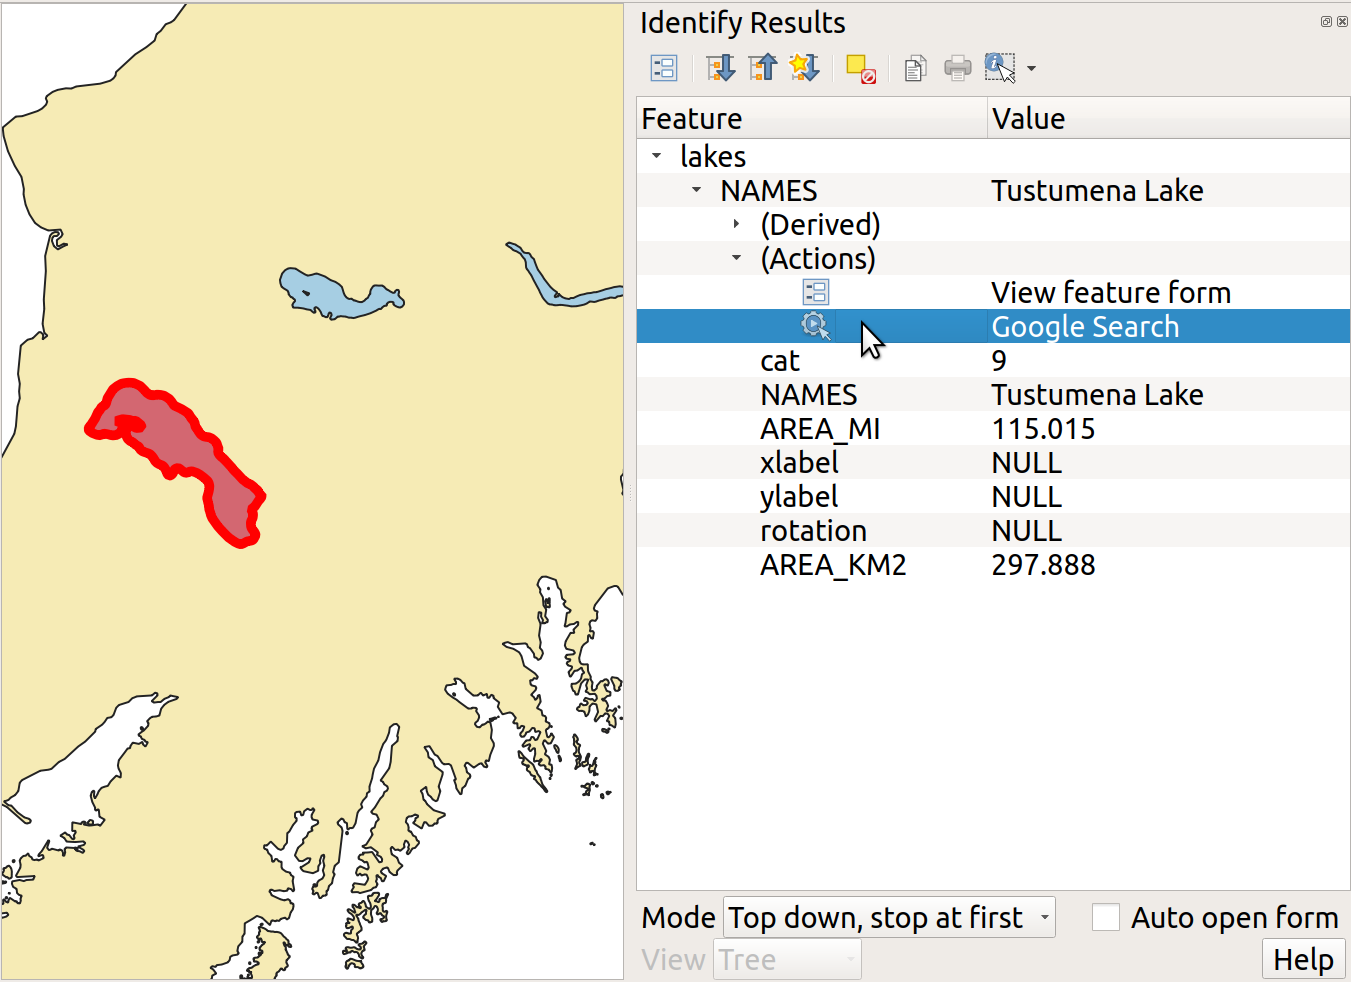 Identify Results
Feature Value
lakes
NAMES Tustumena Lake
(Derived)
(Actions)
View feature form
Google Search
cat 9
NAMES Tustumena Lake
AREA_MI 115.015
xlabel NULL
ylabel NULL
rotation NULL
AREA_KM2 297.888
Mode Top down, stop at first Auto open form
View Tree Help